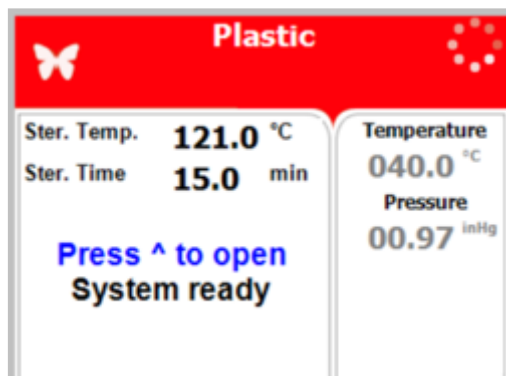 Plastic
Ster. Temp. 121.0 °C
Ster. Time 15.0 min
Press ^ to open
System ready
Temperature
040.0 °C
Pressure
00.97 inHg